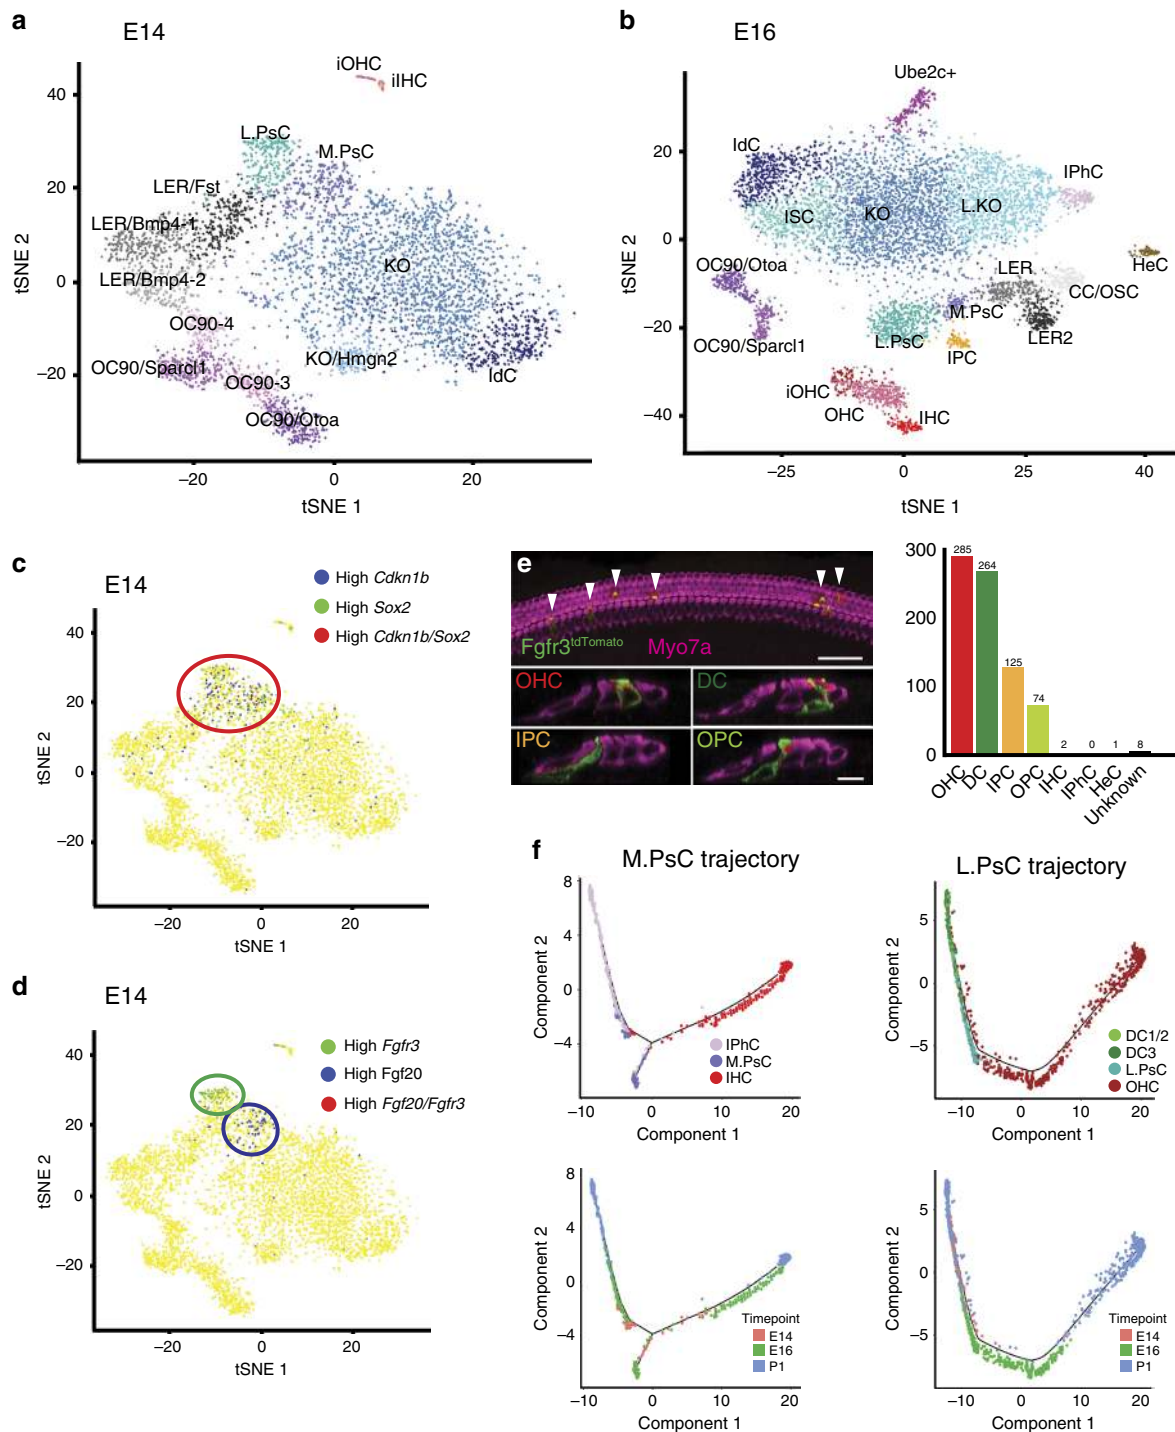 a
E14
iOHC
iIHC
L.PsC
M.PsC
LER/Fst
LER/Bmp4-1
LER/Bmp4-2
KO
OC90-4
OC90/Sparcl1
OC90-3
OC90/Otoa
KO/Hmgn2
IdC
40
20
0
−20
tSNE 2
−20 0 20
tSNE 1
b
E16
Ube2c+
IdC
ISC
KO
L.KO
IPhC
HeC
OC90/Otoa
OC90/Sparcl1
LER
CC/OSC
M.PsC
LER2
L.PsC
IPC
iOHC
OHC
IHC
20
0
−20
−40
tSNE 2
−25 0 25 40
tSNE 1
c
E14
High Cdkn1b
High Sox2
High Cdkn1b/Sox2
40
20
0
−20
tSNE 2
−20 0 20
tSNE 1
d
E14
High Fgfr3
High Fgf20
High Fgf20/Fgfr3
40
20
0
−20
tSNE 2
−20 0 20
tSNE 1
e
Fgfr3tdTomato Myo7a
OHC
DC
IPC
OPC
300
200
100
0
285
264
125
74
2
0
1
8
OHC
DC
IPC
OPC
IHC
IPhC
HeC
Unknown
f
M.PsC trajectory
8
4
0
−4
Component 2
IPhC
M.PsC
IHC
−10 0 10 20
Component 1
L.PsC trajectory
5
0
−5
Component 2
DC1/2
DC3
L.PsC
OHC
−10 0 10 20
Component 1
8
4
0
−4
Component 2
Timepoint
E14
E16
P1
−10 0 10 20
Component 1
5
0
−5
Component 2
Timepoint
E14
E16
P1
−10 0 10 20
Component 1